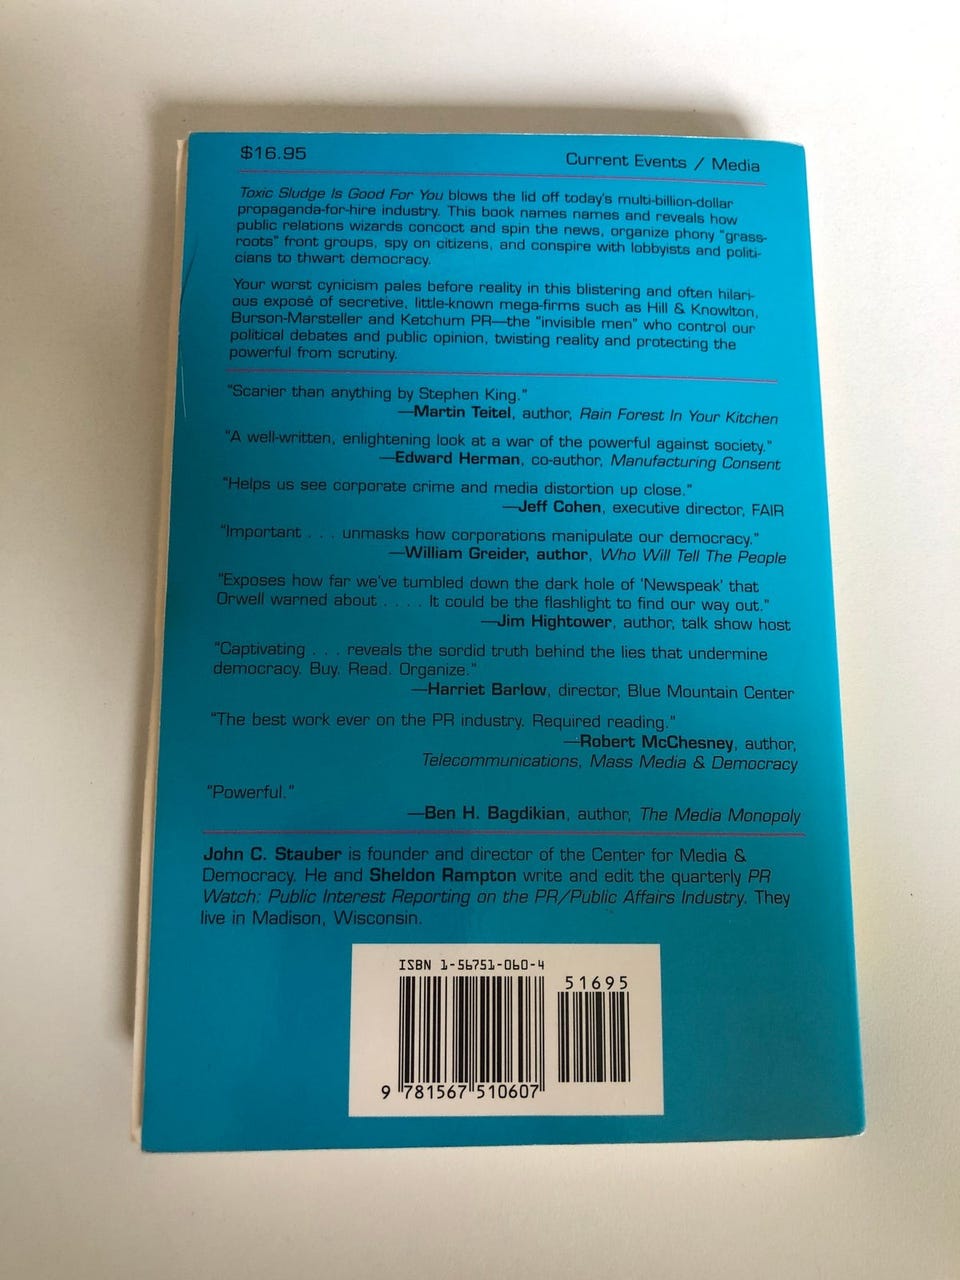 $16.95
Current Events / Media
Toxic Sludge Is Good For You blows the lid off today's multi-billion-dollar
propaganda-for-hire industry. This book names names and reveals how
public relations wizards concoct and spin the news, organize phony "grass-
roots" front groups, spy on citizens, and conspire with lobbyists and politi-
cians to thwart democracy.
Your worst cynicism pales before reality in this blistering and often hilari-
ous exposé of secretive, little-known mega-firms such as Hill & Knowlton,
Burson-Marsteller and Ketchum PR—the "invisible men" who control our
political debates and public opinion, twisting reality and protecting the
powerful from scrutiny.
"Scarier than anything by Stephen King."
—Martin Teitel, author, Rain Forest In Your Kitchen
"A well-written, enlightening look at a war of the powerful against society."
—Edward Herman, co-author, Manufacturing Consent
"Helps us see corporate crime and media distortion up close."
—Jeff Cohen, executive director, FAIR
"Important . . . unmasks how corporations manipulate our democracy."
—William Greider, author, Who Will Tell The People
"Exposes how far we've tumbled down the dark hole of 'Newspeak' that
Orwell warned about . . . . It could be the flashlight to find our way out."
—Jim Hightower, author, talk show host
"Captivating . . . reveals the sordid truth behind the lies that undermine
democracy. Buy. Read. Organize."
—Harriet Barlow, director, Blue Mountain Center
"The best work ever on the PR industry. Required reading."
—Robert McChesney, author,
Telecommunications, Mass Media & Democracy
"Powerful."
—Ben H. Bagdikian, author, The Media Monopoly
John C. Stauber is founder and director of the Center for Media &
Democracy. He and Sheldon Rampton write and edit the quarterly PR
Watch: Public Interest Reporting on the PR/Public Affairs Industry. They
live in Madison, Wisconsin.
ISBN 1-56751-060-4
51695
9 781567 510607